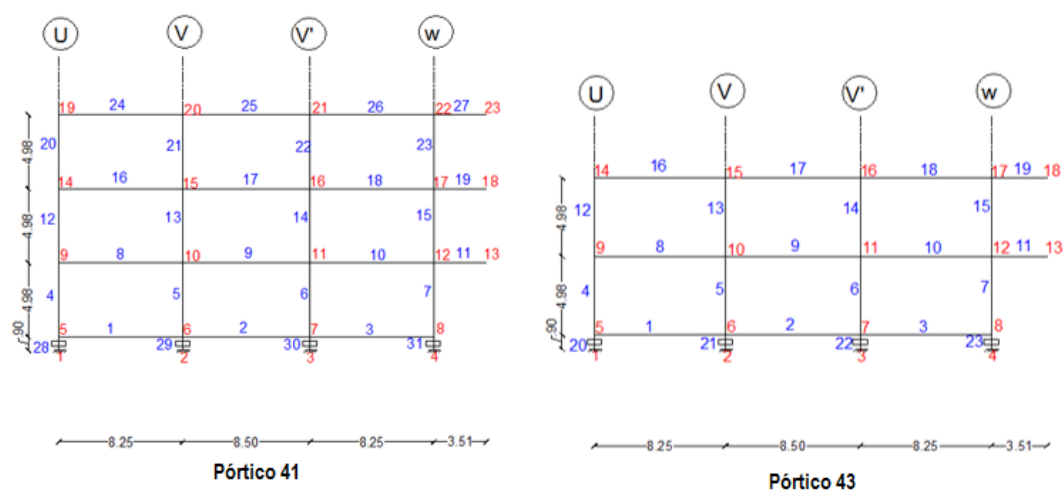 U V V' w
19 24 20 25 21 26 22 27 23
20 21 22 23
4.98
14 16 15 17 16 18 17 19 18
12 13 14 15
4.98
9 8 10 9 11 10 12 11 13
4 5 6 7
4.98
5 1 6 2 7 3 8
.90
28 29 30 31
1 2 3 4
8.25 8.50 8.25 3.51
Pórtico 41
U V V' w
14 16 15 17 16 18 17 19 18
12 13 14 15
4.98
9 8 10 9 11 10 12 11 13
4 5 6 7
4.98
5 1 6 2 7 3 8
.90
20 21 22 23
1 2 3 4
8.25 8.50 8.25 3.51
Pórtico 43